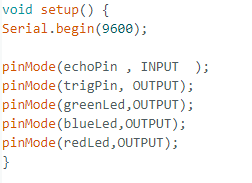 void setup() {
Serial.begin(9600);

pinMode(echoPin , INPUT  );
pinMode(trigPin, OUTPUT);
pinMode(greenLed,OUTPUT);
pinMode(blueLed,OUTPUT);
pinMode(redLed,OUTPUT);
}